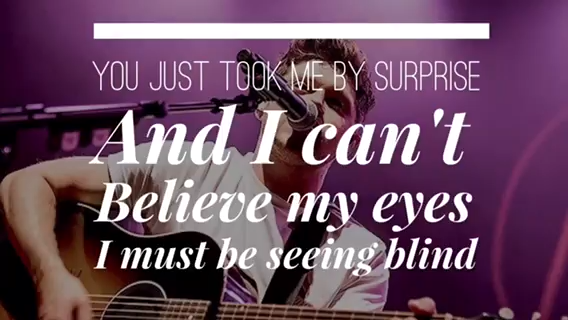 YOU JUST TOOK ME BY SURPRISE
And I can't
Believe my eyes
I must be seeing blind